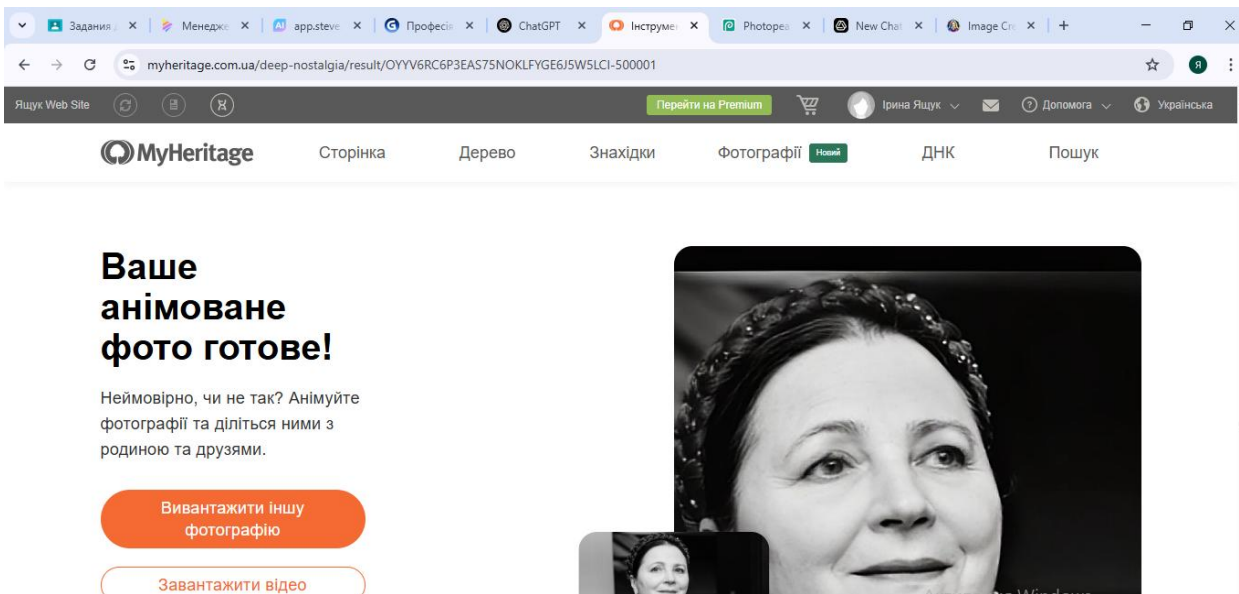 Задания д
Менедже
app.steve
Професія
ChatGPT
Інструмен
Photopea
New Chat
Image Cre
myheritage.com.ua/deep-nostalgia/result/OYYV6RC6P3EAS75NOKLFYGE6J5W5LCI-500001
Я
Ящук Web Site
Перейти на Premium
Ірина Ящук
Допомога
Українська
MyHeritage
Сторінка
Дерево
Знахідки
Фотографії Новий
ДНК
Пошук
Ваше
анімоване
фото готове!
Неймовірно, чи не так? Анімуйте
фотографії та діліться ними з
родиною та друзями.
Вивантажити іншу
фотографію
Завантажити відео
Windows